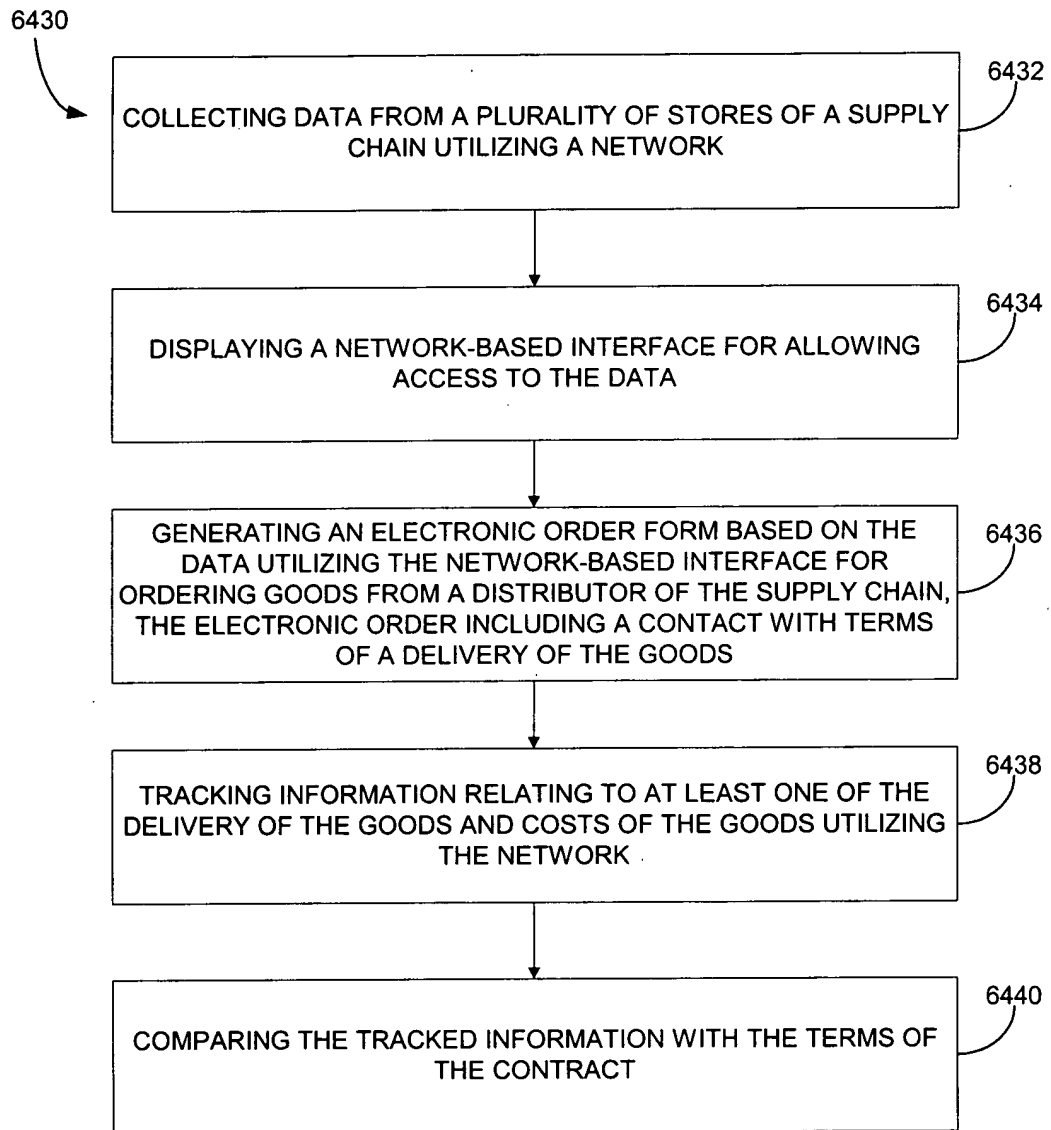 6430
6432
COLLECTING DATA FROM A PLURALITY OF STORES OF A SUPPLY
CHAIN UTILIZING A NETWORK
6434
DISPLAYING A NETWORK-BASED INTERFACE FOR ALLOWING
ACCESS TO THE DATA
6436
GENERATING AN ELECTRONIC ORDER FORM BASED ON THE
DATA UTILIZING THE NETWORK-BASED INTERFACE FOR
ORDERING GOODS FROM A DISTRIBUTOR OF THE SUPPLY CHAIN,
THE ELECTRONIC ORDER INCLUDING A CONTACT WITH TERMS
OF A DELIVERY OF THE GOODS
6438
TRACKING INFORMATION RELATING TO AT LEAST ONE OF THE
DELIVERY OF THE GOODS AND COSTS OF THE GOODS UTILIZING
THE NETWORK
6440
COMPARING THE TRACKED INFORMATION WITH THE TERMS OF
THE CONTRACT